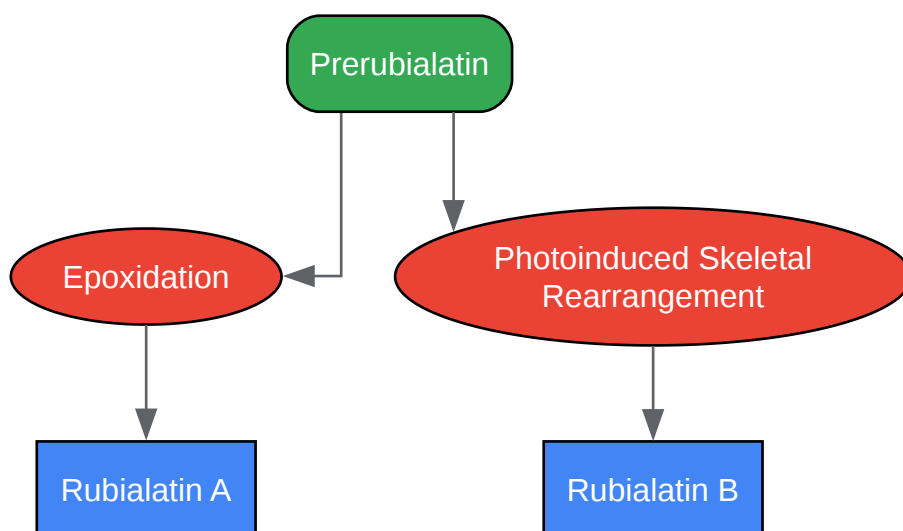 Prerubialatin
Epoxidation
Photoinduced Skeletal
Rearrangement
Rubialatin A
Rubialatin B